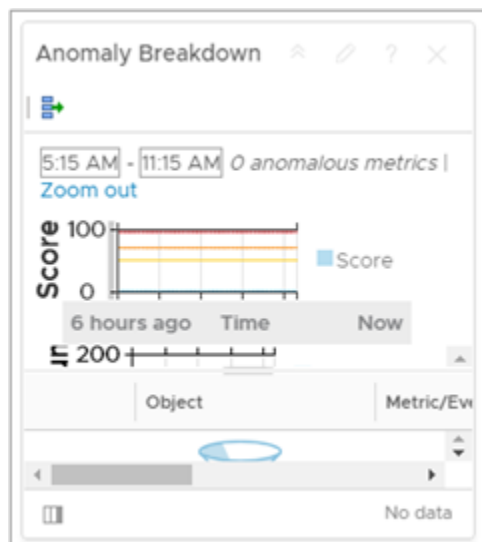 Anomaly Breakdown ?
5:15 AM - 11:15 AM 0 anomalous metrics |
Zoom out
Score
100
0
Score
6 hours ago Time Now
200
Object Metric/Eve
No data